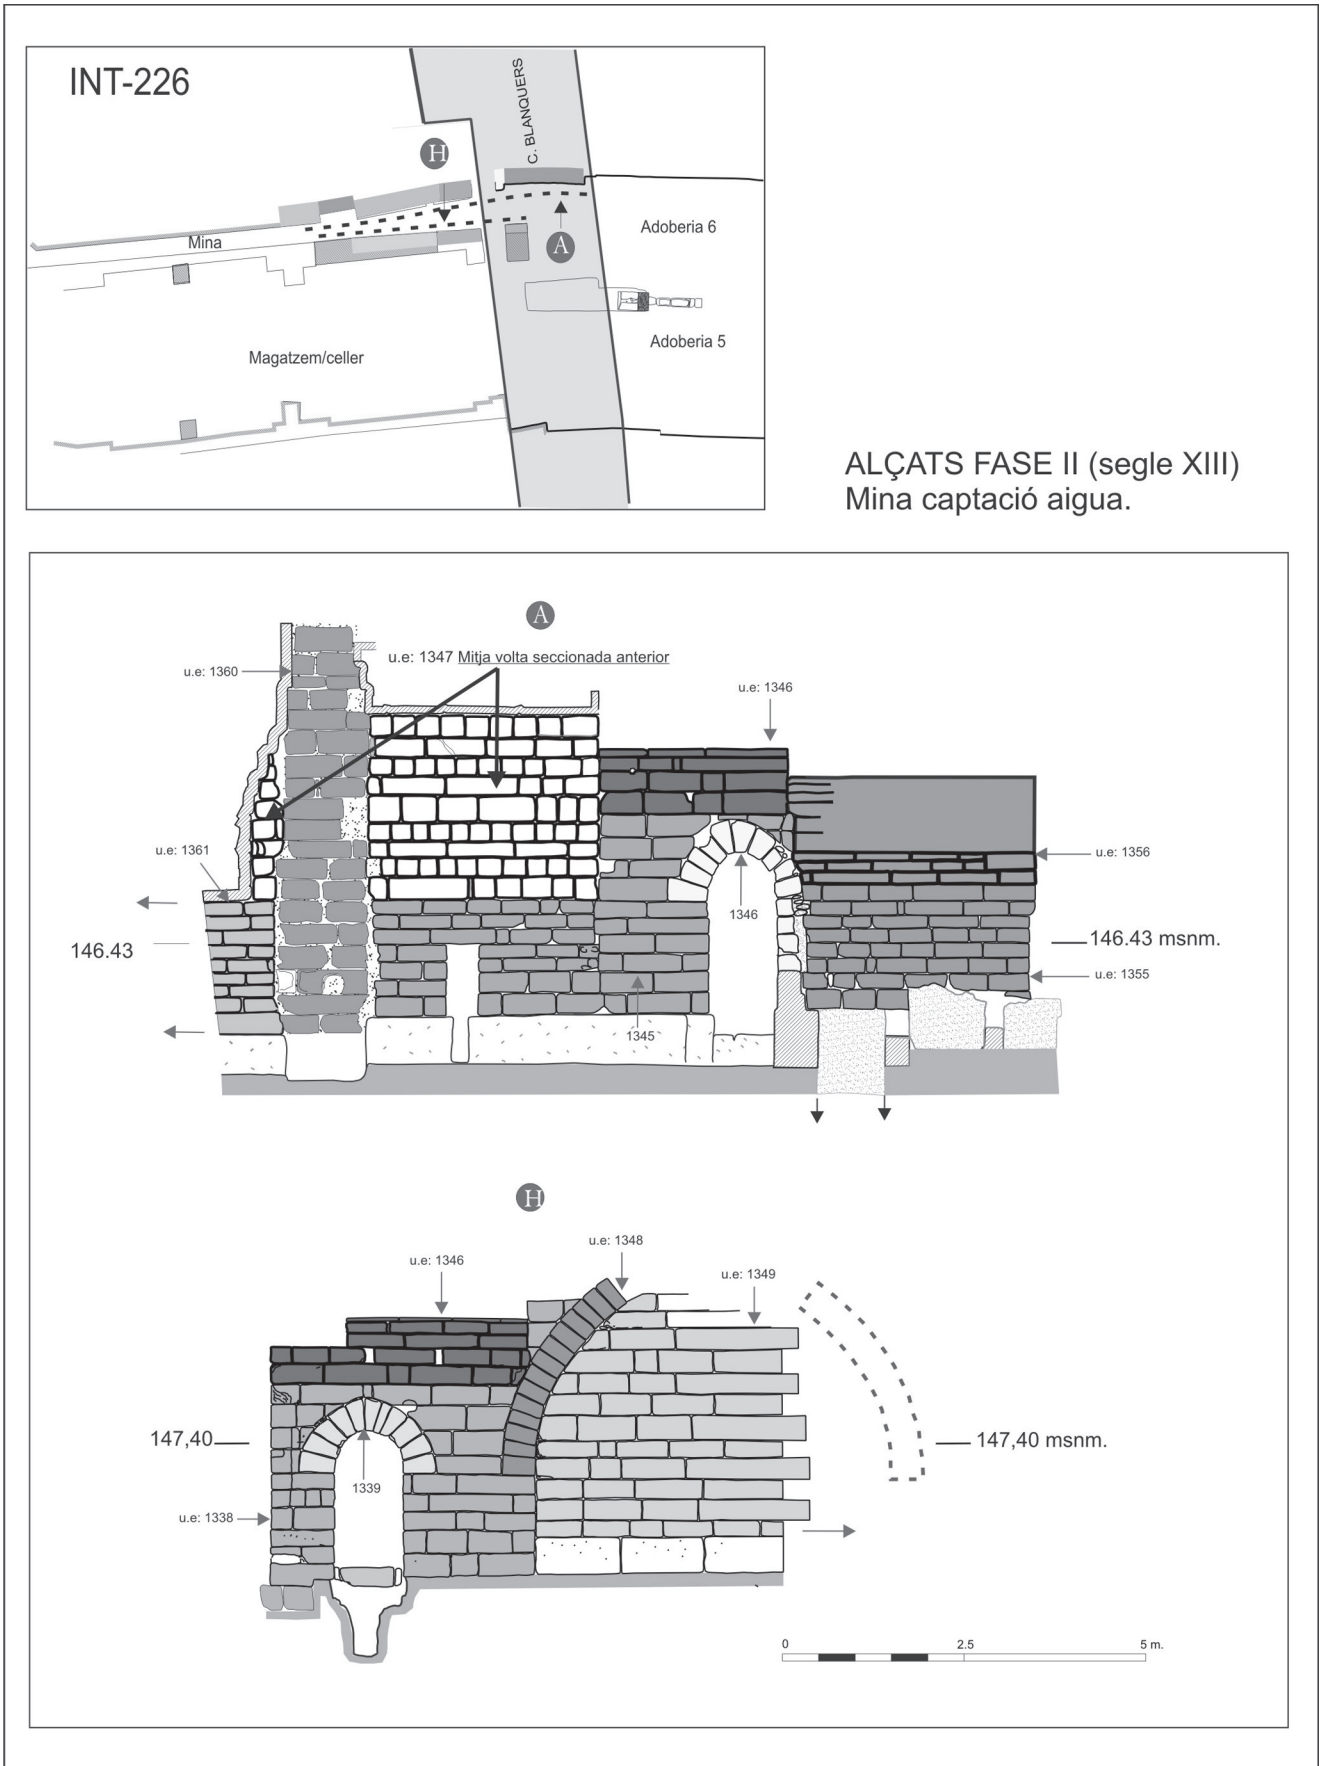 INT-226
C. BLANQUERS
H
Mina
A
Adoberia 6
Adoberia 5
Magatzem/celler
ALÇATS FASE II (segle XIII)
Mina captació aigua.
A
u.e: 1347 Mitja volta seccionada anterior
u.e: 1360
u.e: 1346
u.e: 1361
u.e: 1356
1346
146.43
146.43 msnm.
u.e: 1355
1345
H
u.e: 1348
u.e: 1346
u.e: 1349
147,40
147,40 msnm.
1339
u.e: 1338
0 2.5 5 m.